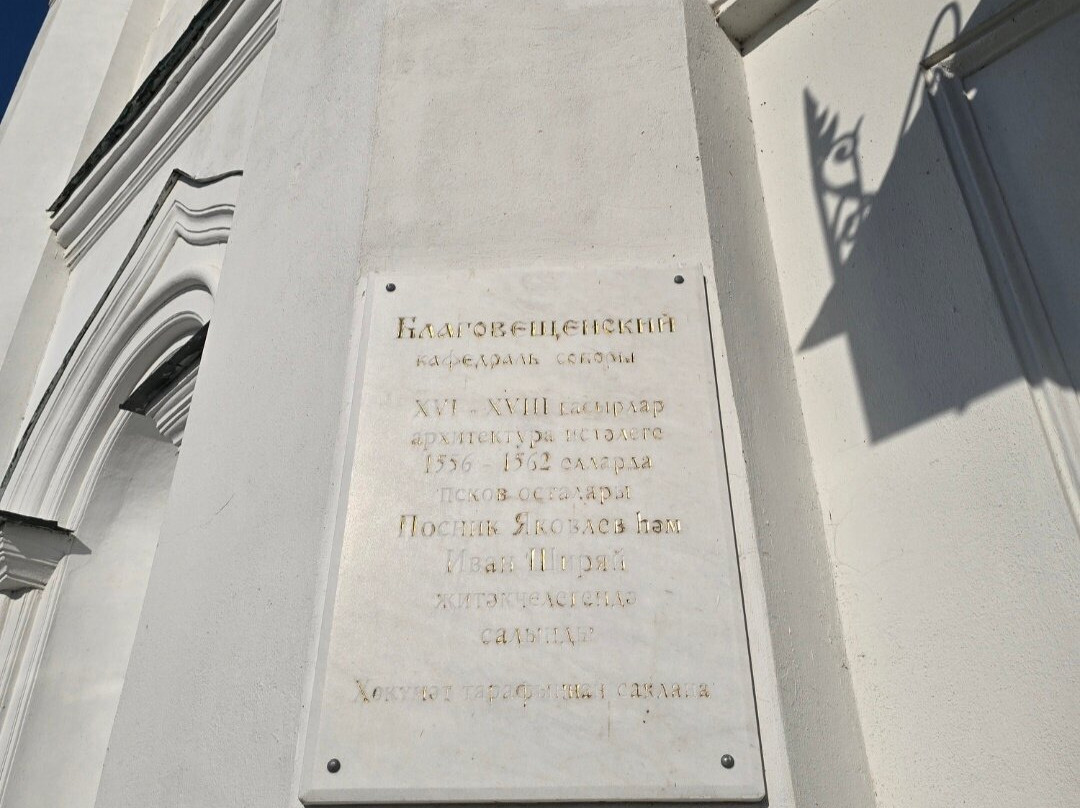 Благовещенский
кафедраль соборы
XVI - XVIII гасырлар
архитектура истәлеге
1556 - 1562 елларда
псков осталары
Посник Яковлев һәм
Иван Ширяй
житәкчелегендә
салынды
Хөкүмәт тарафыннан саклана